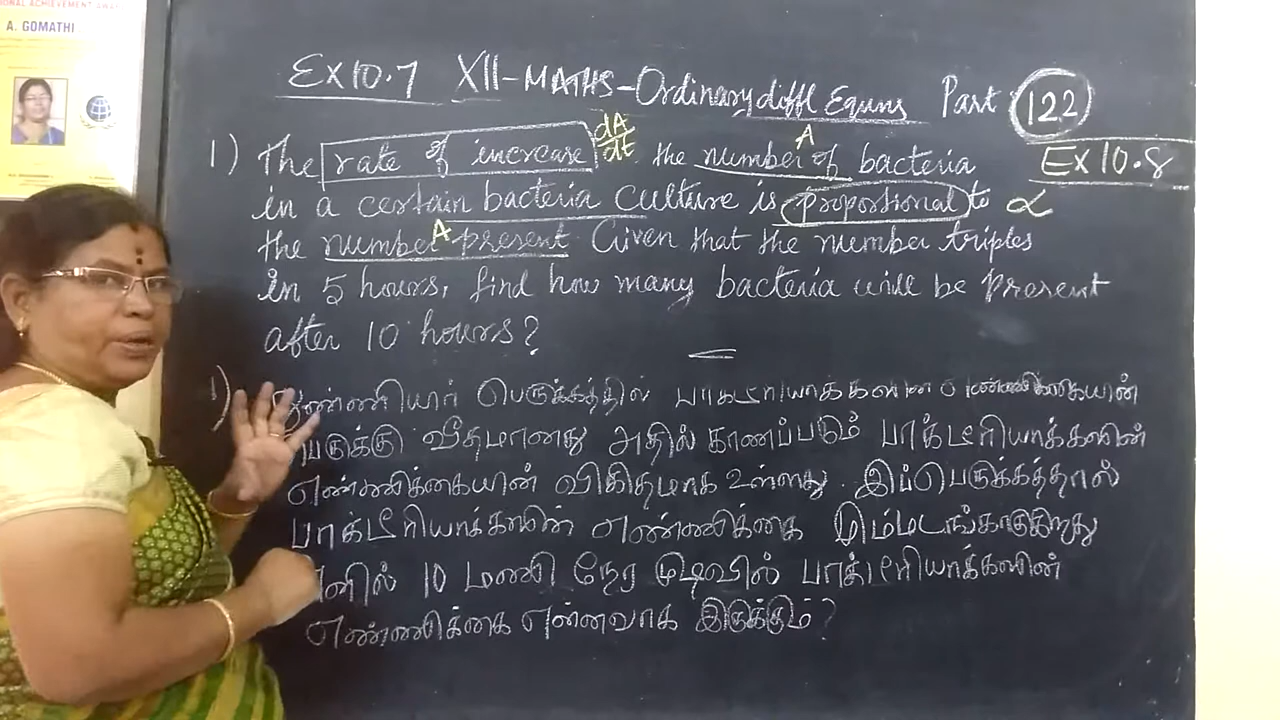 A. GOMATHI
Ex 10.7 XII-MATHS-Ordinary diffl Equns Part 122
Ex 10.8
dA/dt A
1) The rate of increase the number of bacteria
in a certain bacteria culture is proportional to ∝
A
the number present Given that the number triples
in 5 hours, find how many bacteria will be present
after 10 hours?
1) நுண்ணியிர் பெருக்கத்தில் பாக்டீரியாக்களின்
பெருக்கு வீதமானது அதில் காணப்படும் பாக்டீரியாக்களின்
எண்ணிக்கையின் விகிதமாக உள்ளது. இப்பெருக்கத்தால்
பாக்டீரியாக்களின் எண்ணிக்கை மும்மடங்காகிறது
எனில் 10 மணி நேர முடிவில் பாக்டீரியாக்களின்
எண்ணிக்கை என்னவாக இருக்கும்?